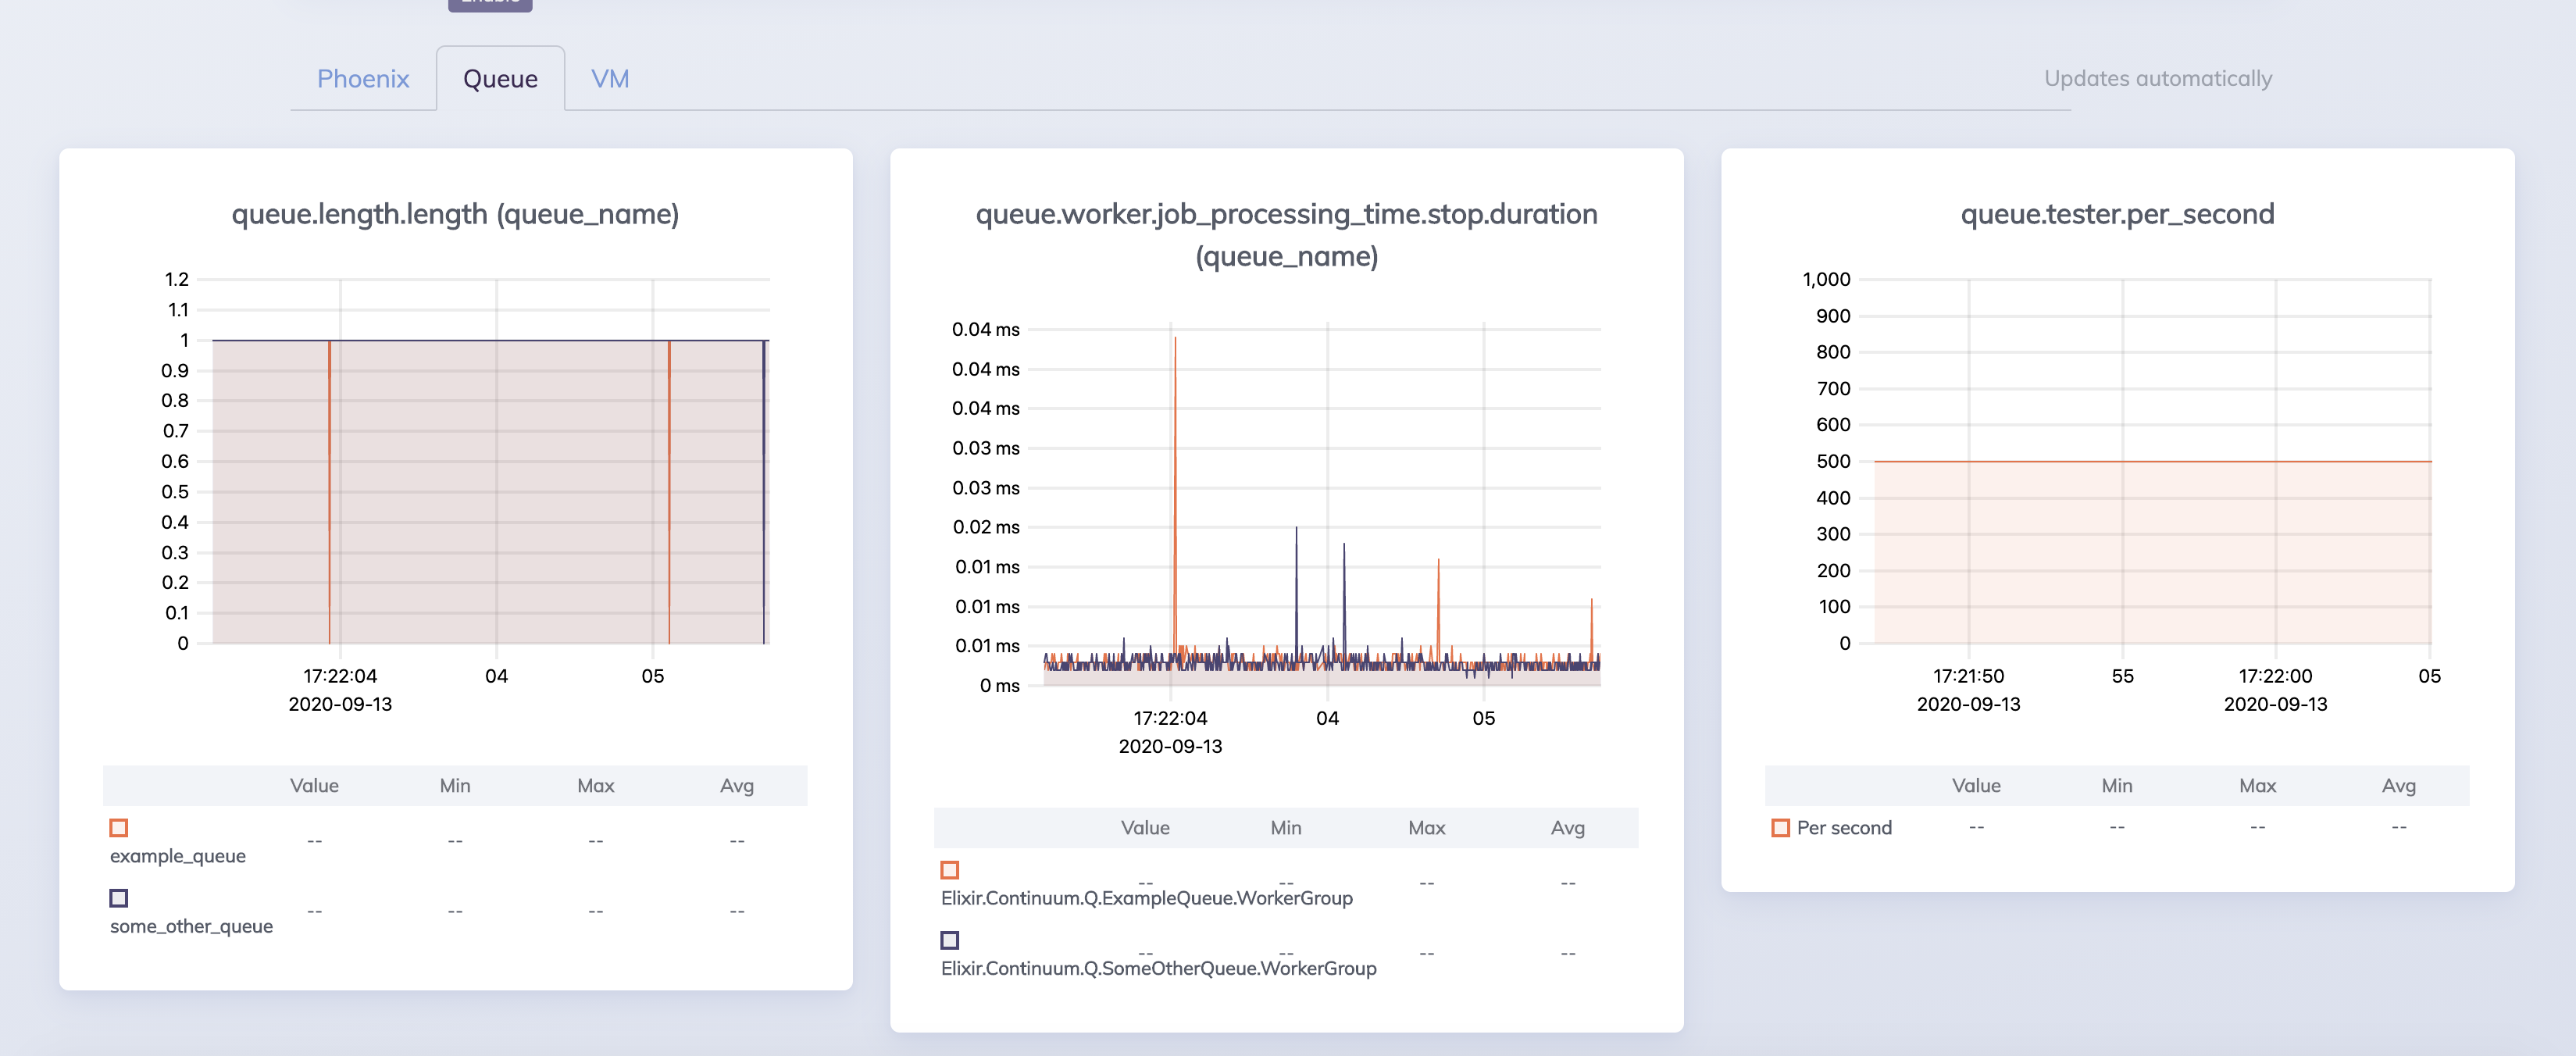 Enable
Phoenix Queue VM Updates automatically
queue.length.length (queue_name)
1.2
1.1
1
0.9
0.8
0.7
0.6
0.5
0.4
0.3
0.2
0.1
0
17:22:04 04 05
2020-09-13
Value Min Max Avg
example_queue -- -- -- --
some_other_queue -- -- -- --
queue.worker.job_processing_time.stop.duration
(queue_name)
0.04 ms
0.04 ms
0.04 ms
0.03 ms
0.03 ms
0.02 ms
0.01 ms
0.01 ms
0.01 ms
0 ms
17:22:04 04 05
2020-09-13
Value Min Max Avg
-- -- -- --
Elixir.Continuum.Q.ExampleQueue.WorkerGroup
-- -- -- --
Elixir.Continuum.Q.SomeOtherQueue.WorkerGroup
queue.tester.per_second
1,000
900
800
700
600
500
400
300
200
100
0
17:21:50 55 17:22:00 05
2020-09-13 2020-09-13
Value Min Max Avg
Per second -- -- -- --